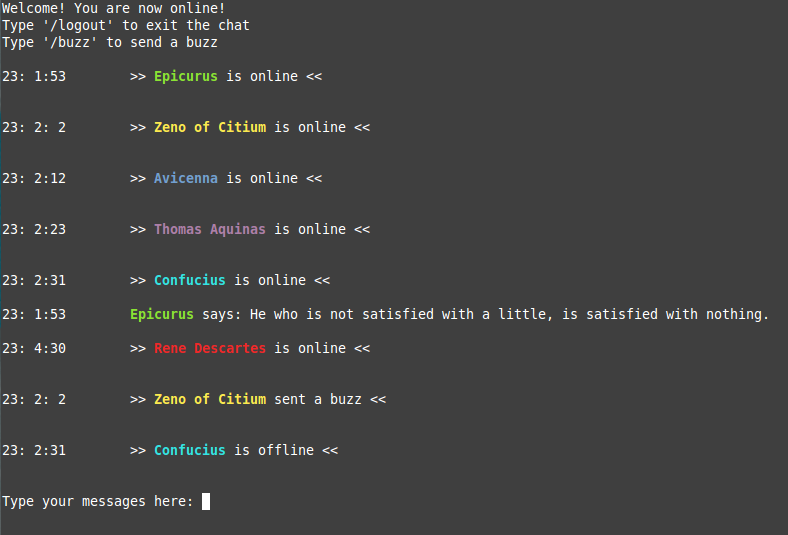 Welcome! You are now online!
Type '/logout' to exit the chat
Type '/buzz' to send a buzz
23: 1:53 >> Epicurus is online <<
23: 2: 2 >> Zeno of Citium is online <<
23: 2:12 >> Avicenna is online <<
23: 2:23 >> Thomas Aquinas is online <<
23: 2:31 >> Confucius is online <<
23: 1:53 Epicurus says: He who is not satisfied with a little, is satisfied with nothing.
23: 4:30 >> Rene Descartes is online <<
23: 2: 2 >> Zeno of Citium sent a buzz <<
23: 2:31 >> Confucius is offline <<
Type your messages here: